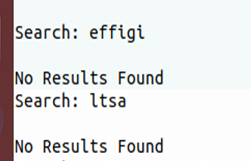 Search: effigi
No Results Found
Search: ltsa
No Results Found